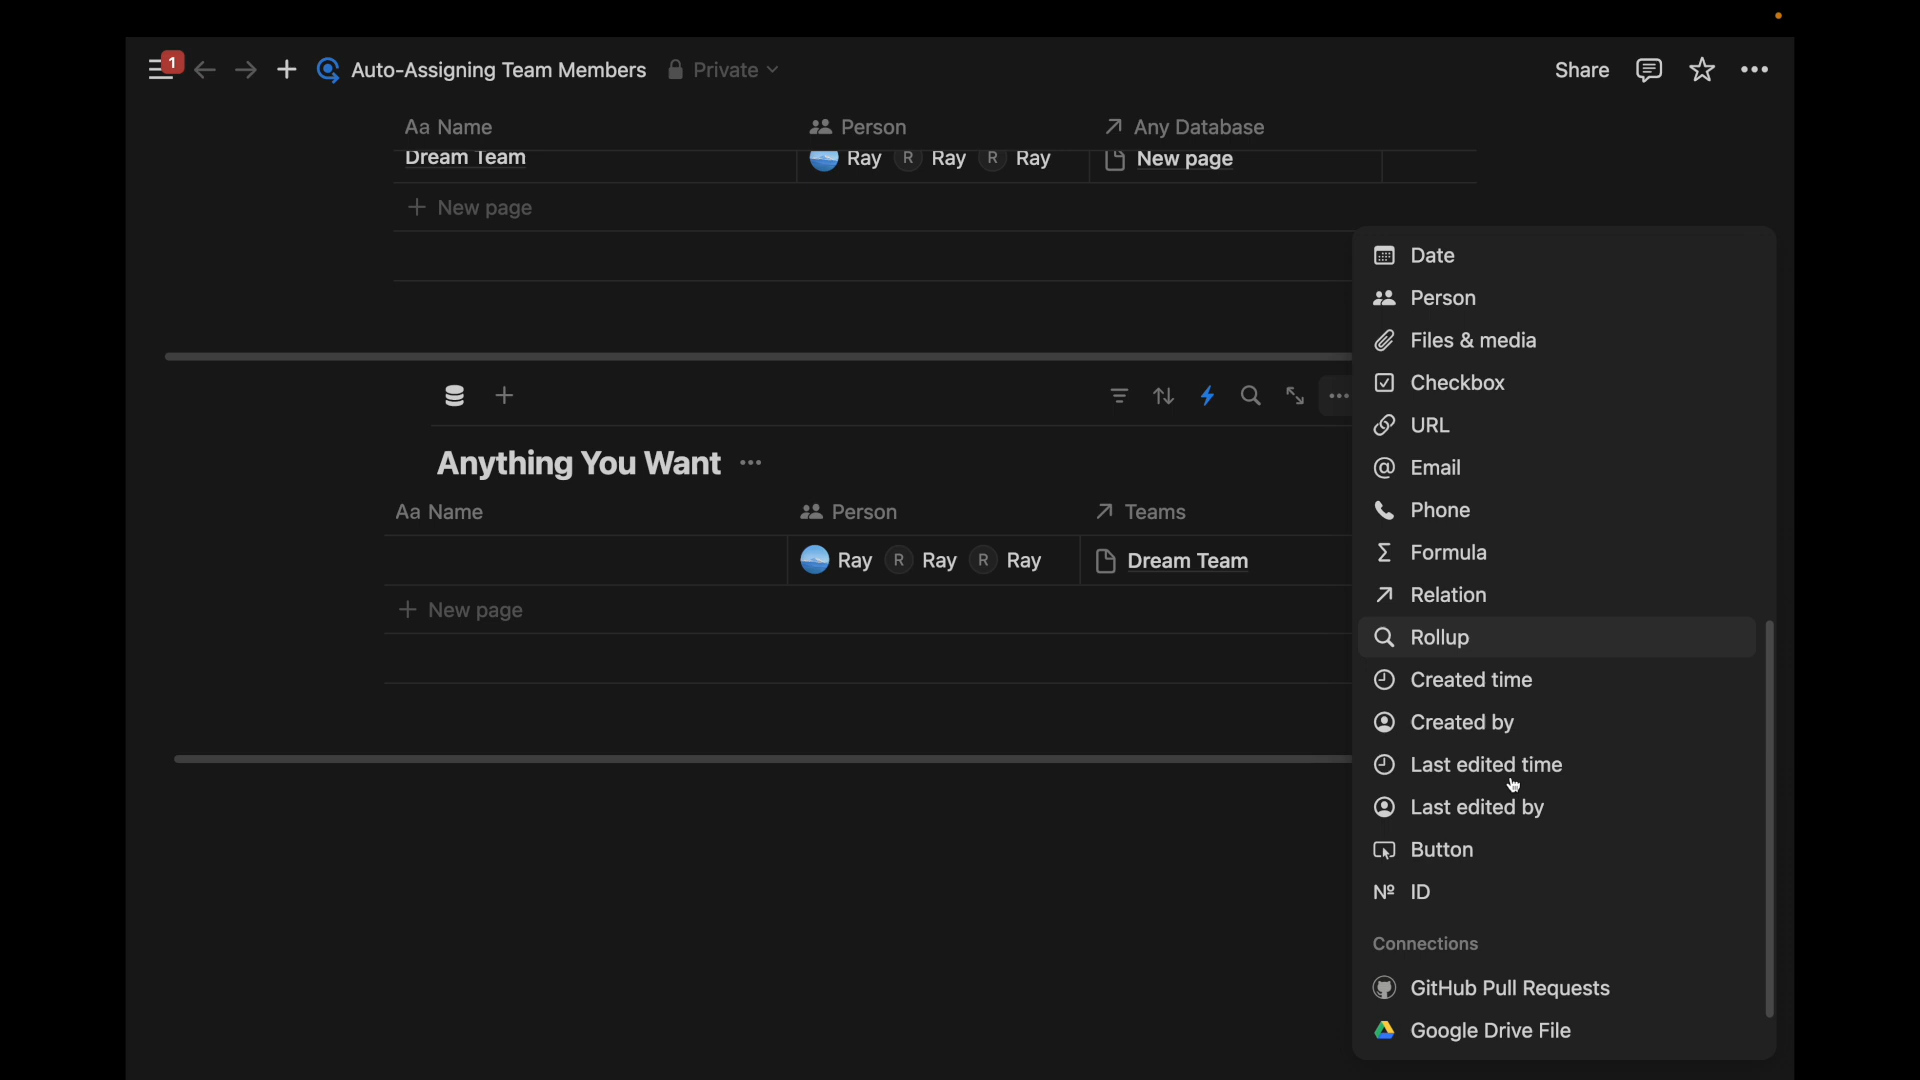 1
Auto-Assigning Team Members
Private
Share
Aa Name
Person
Any Database
Dream Team
Ray R Ray R Ray
New page
+ New page
Anything You Want
Aa Name
Person
Teams
Ray R Ray R Ray
Dream Team
+ New page
Date
Person
Files & media
Checkbox
URL
@ Email
Phone
Σ Formula
Relation
Rollup
Created time
Created by
Last edited time
Last edited by
Button
Nº ID
Connections
GitHub Pull Requests
Google Drive File